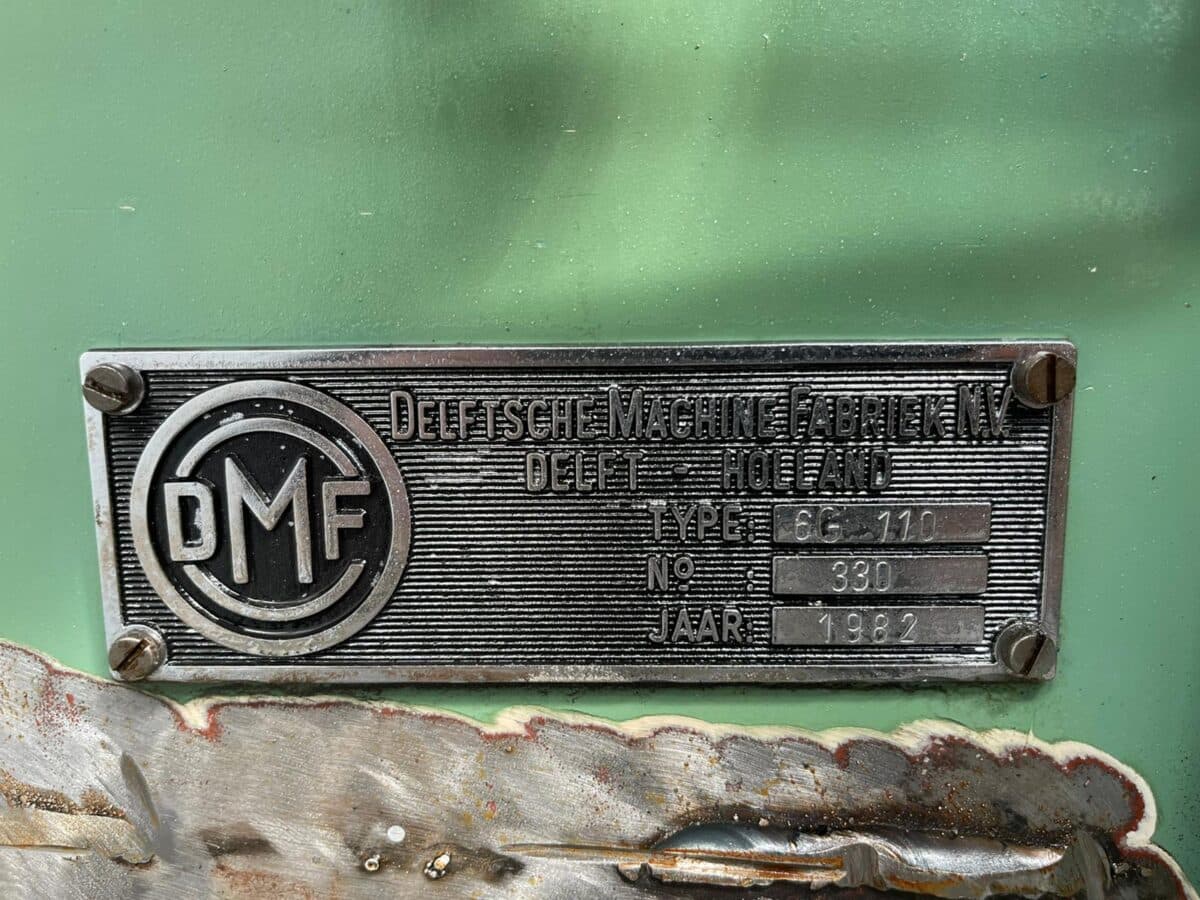 DMF
DELFTSCHE MACHINE FABRIEK N.V.
DELFT - HOLLAND
TYPE: 6G 110
Nº : 330
JAAR: 1982